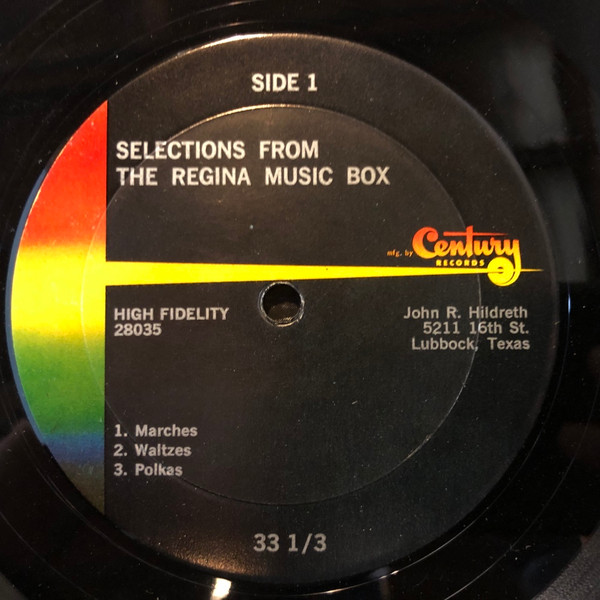 SIDE 1
SELECTIONS FROM
THE REGINA MUSIC BOX
mfg. by Century
RECORDS
HIGH FIDELITY
28035
John R. Hildreth
5211 16th St.
Lubbock, Texas
1. Marches
2. Waltzes
3. Polkas
33 1/3